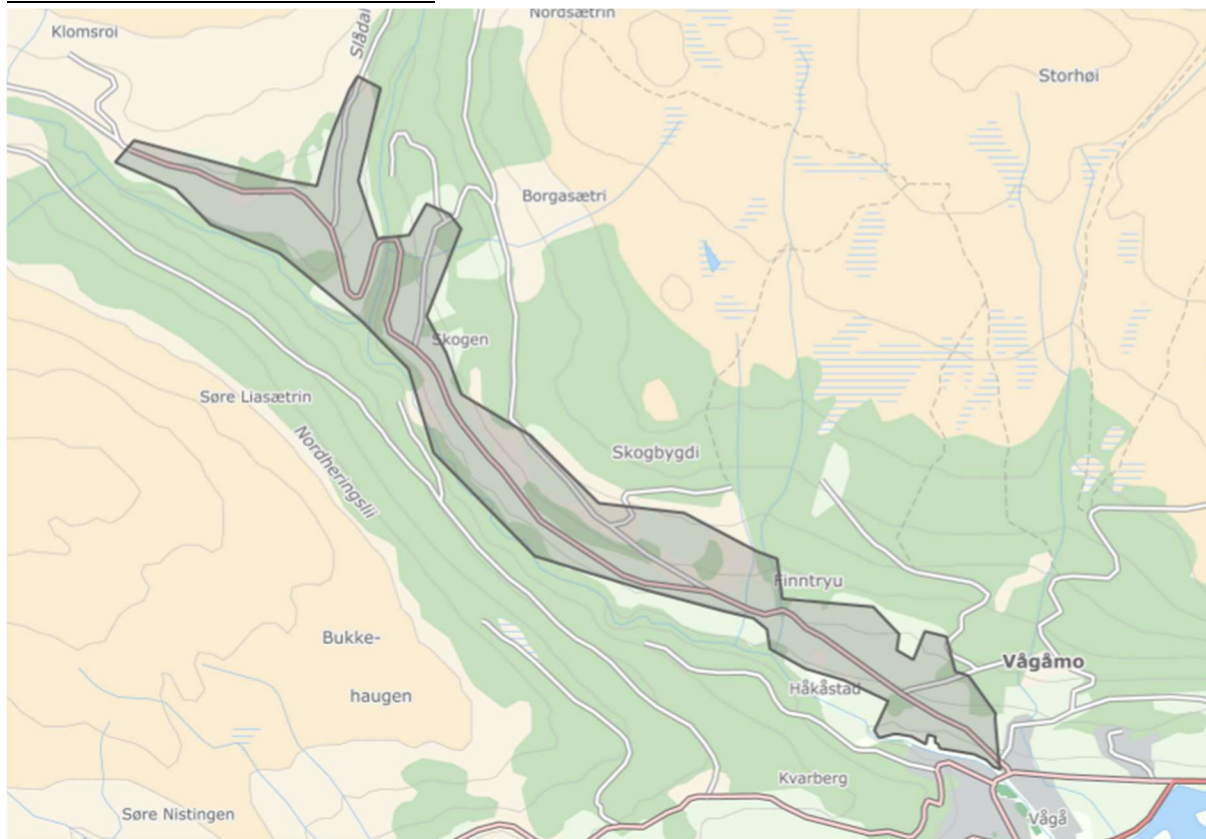 Nordsætrin
Klomsroi
Slådal
Storhøi
Borgasætri
Skogen
Søre Liasætrin
Nordheringslii
Skogbygdi
Finntryu
Bukke-
haugen
Vågåmo
Håkåstad
Kvarberg
Søre Nistingen
Vågå